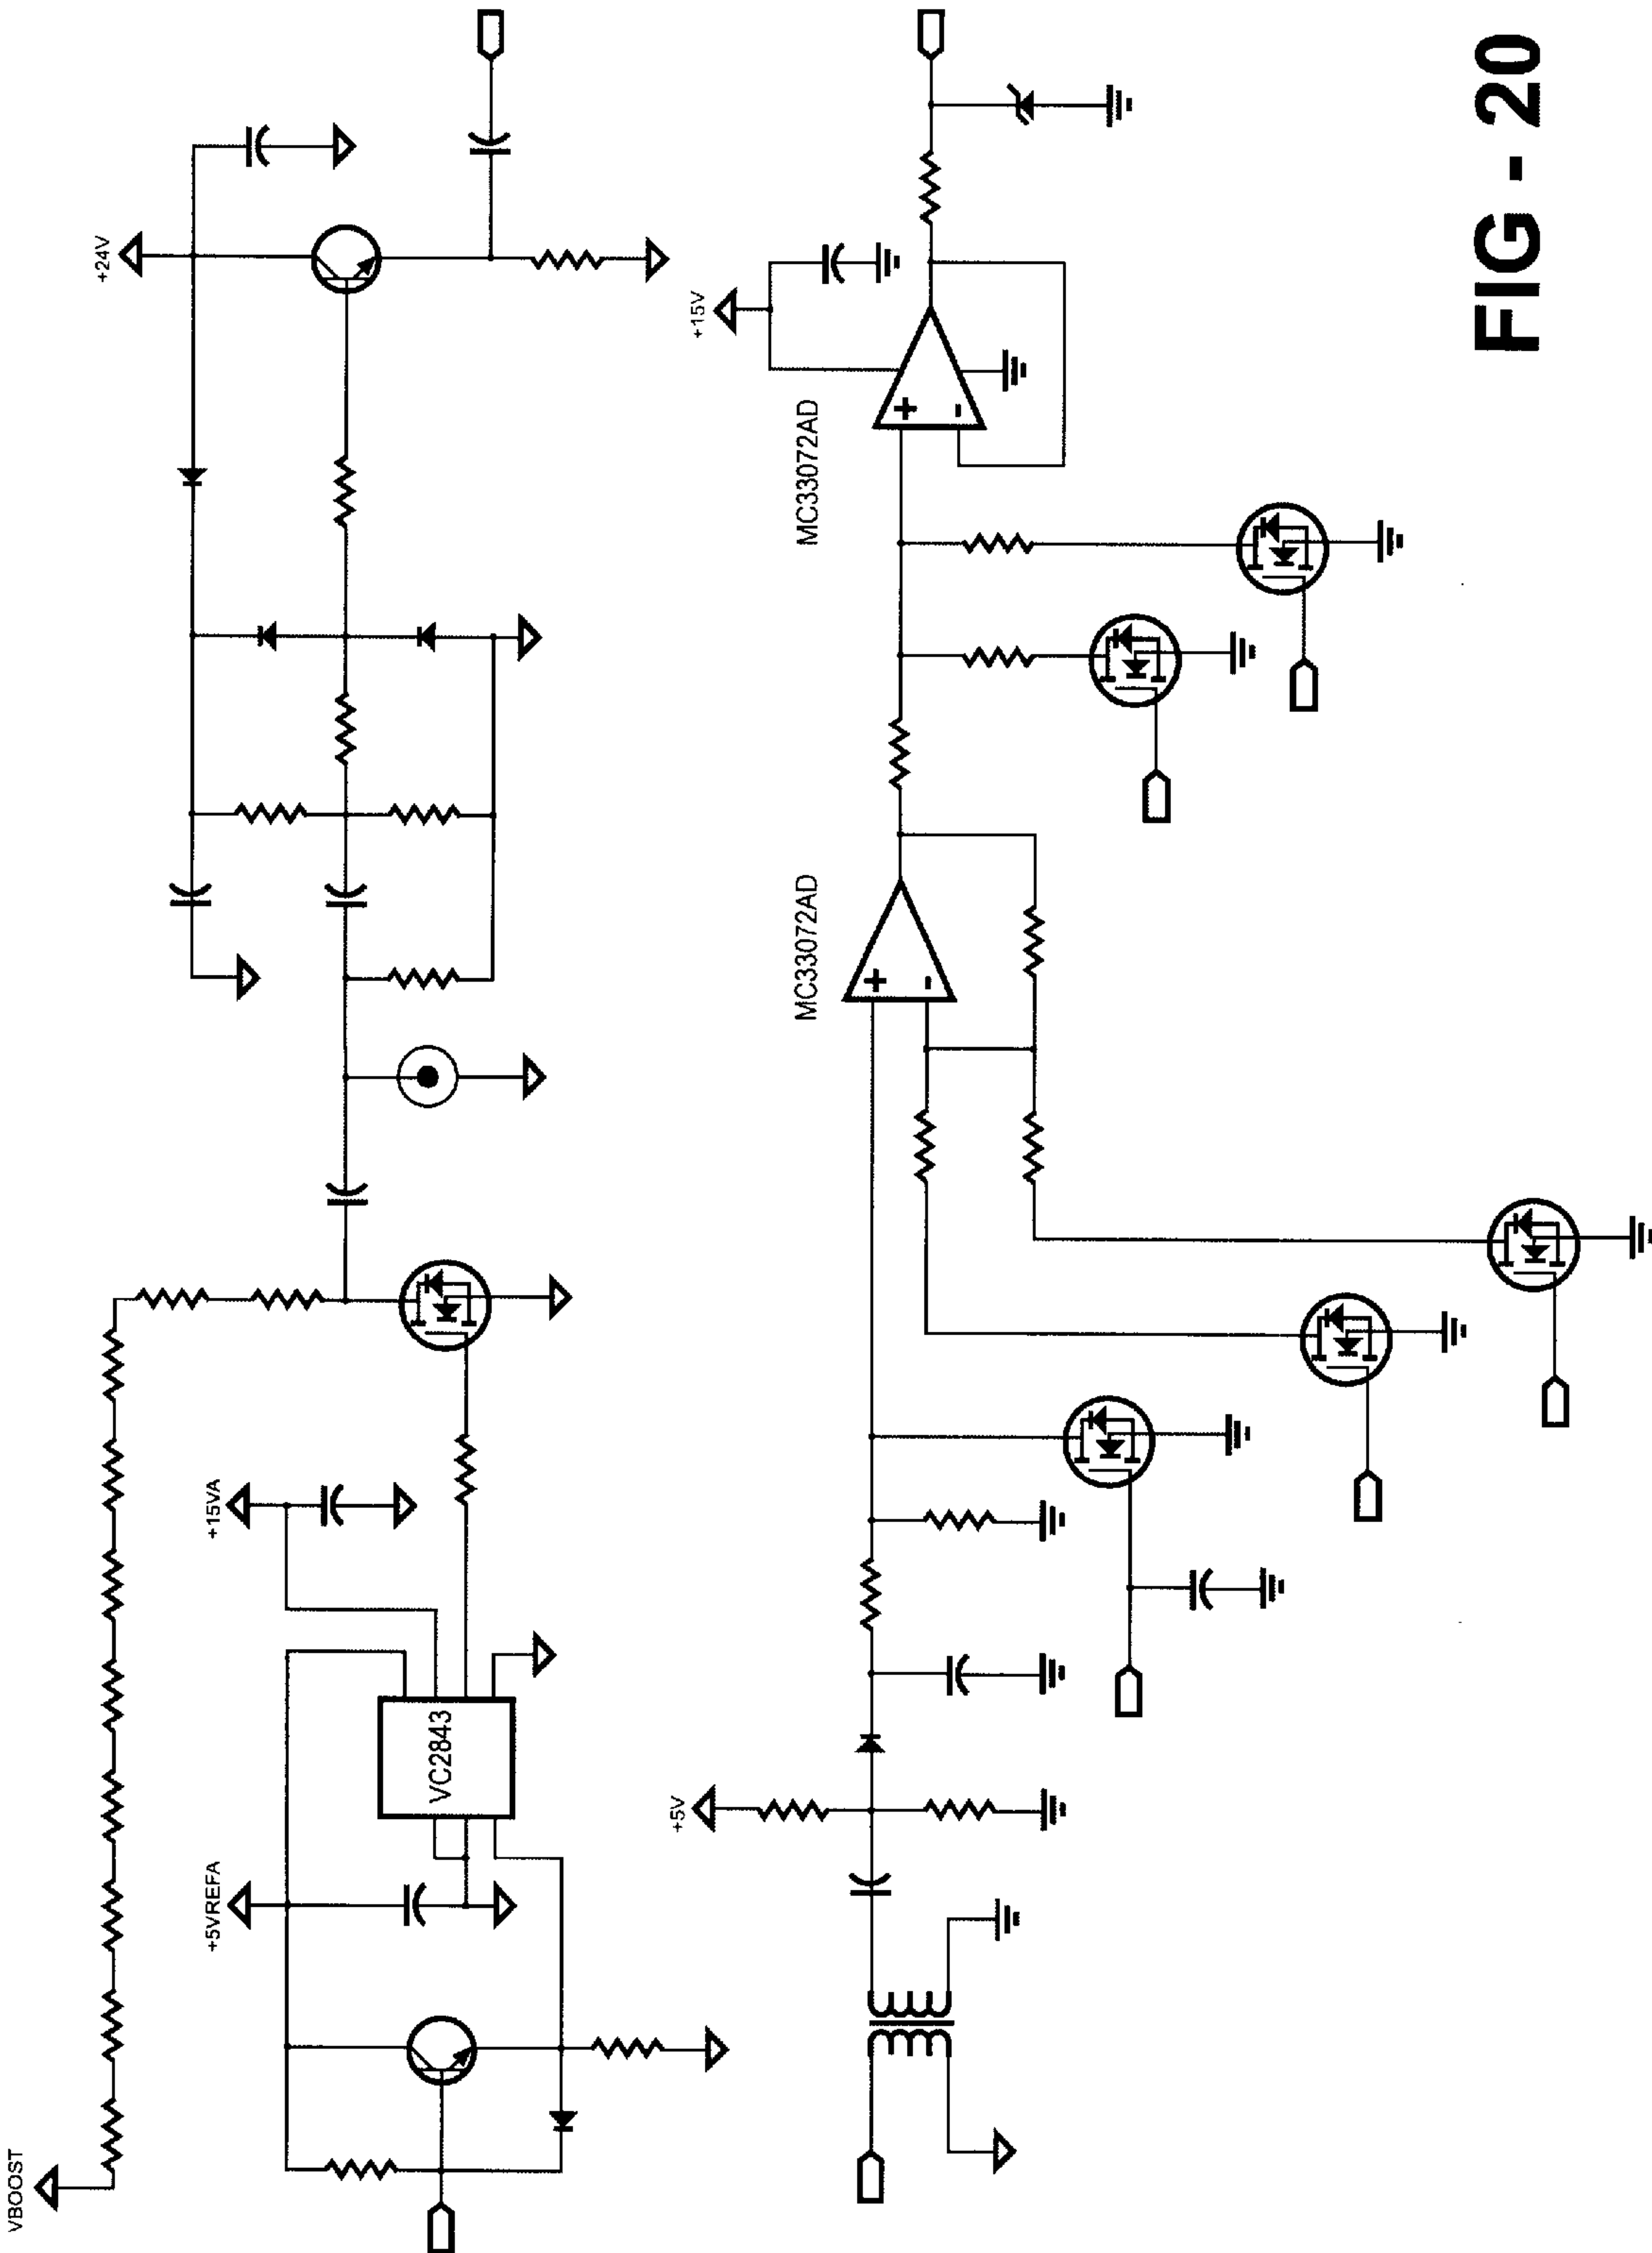 VBOOST
+5VREFA
VC2843
+15VA
+24V
+5V
MC33072AD
+
-
MC33072AD
+
-
+15V
FIG - 20